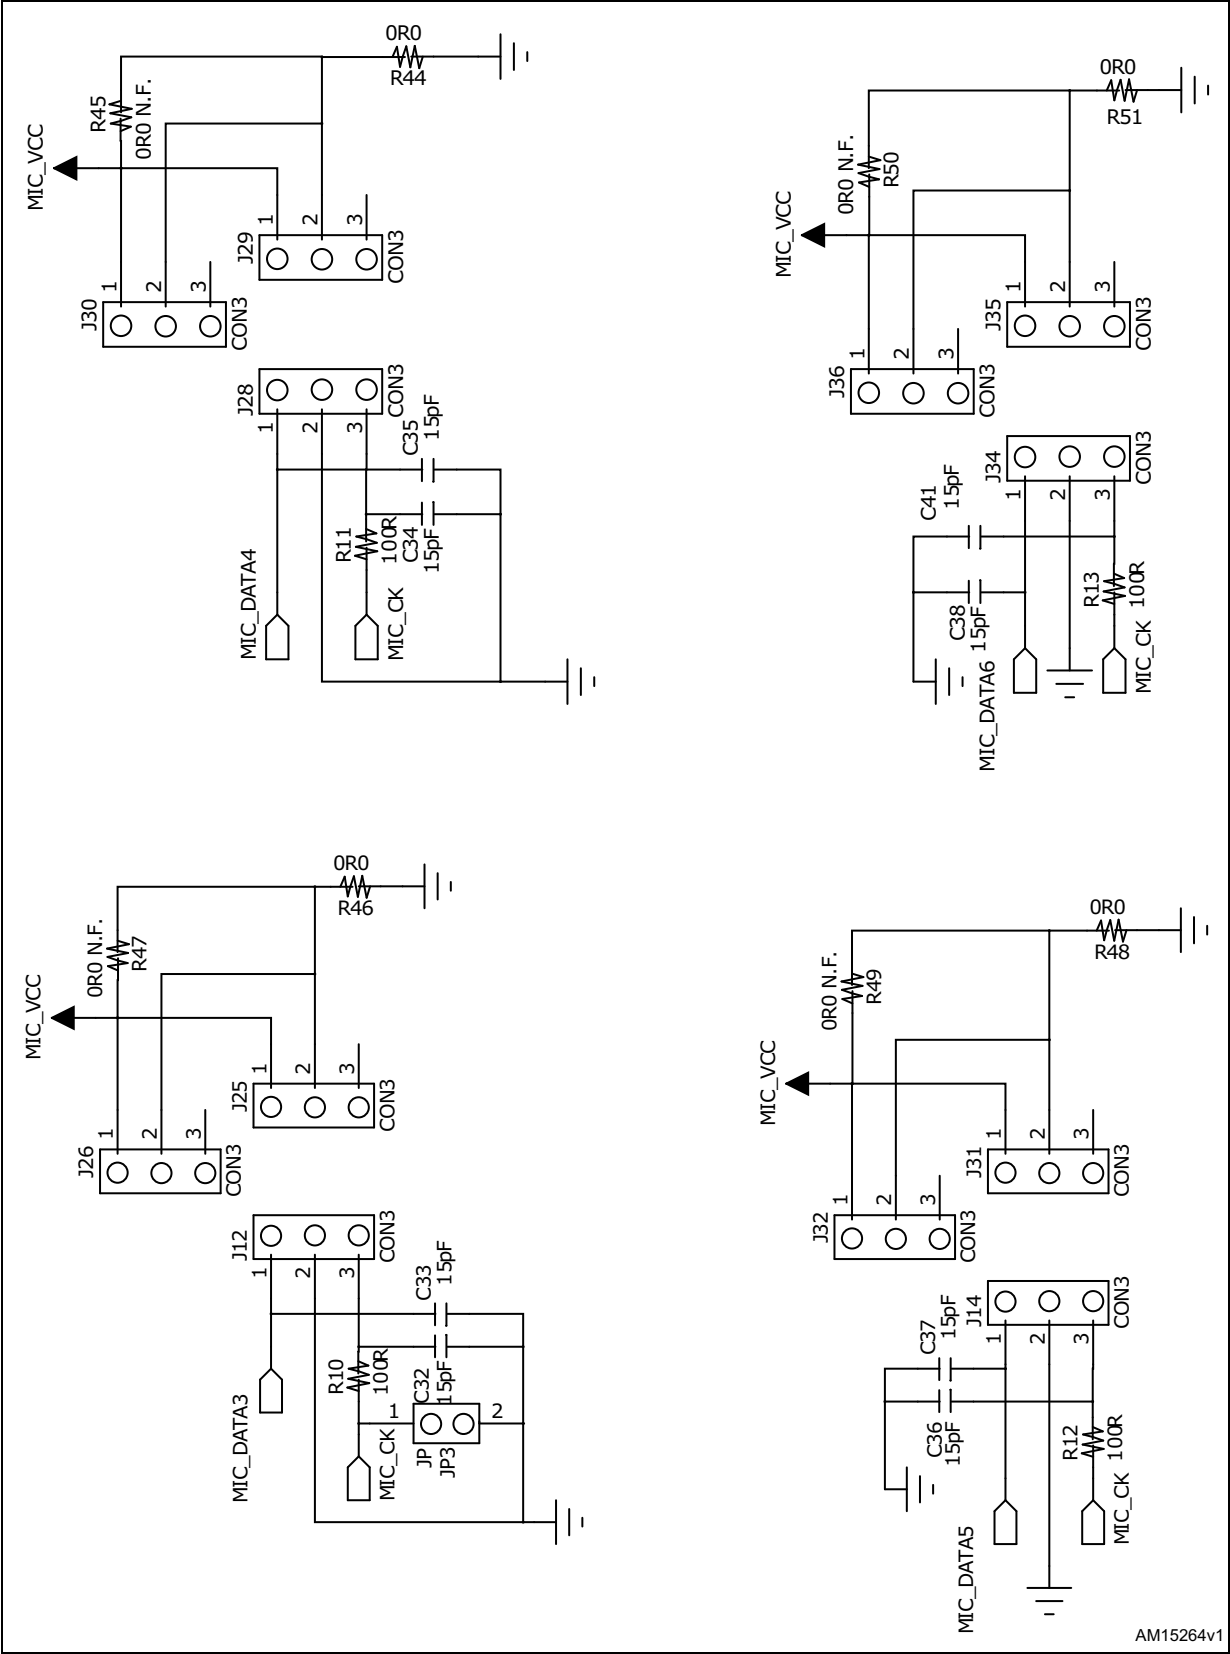 0R0
R44
R45
0R0 N.F.
MIC_VCC
J29
1
2
3
CON3
J30
1
2
3
CON3
J28
1
2
3
CON3
C35
15pF
R11
100R
C34
15pF
MIC_DATA4
MIC_CK
0R0
R51
0R0 N.F.
R50
MIC_VCC
J35
1
2
3
CON3
J36
1
2
3
CON3
J34
1
2
3
CON3
C41
15pF
C38
15pF
R13
100R
MIC_DATA6
MIC_CK
0R0
R46
0R0 N.F.
R47
MIC_VCC
J25
1
2
3
CON3
J26
1
2
3
CON3
J12
1
2
3
CON3
C33
15pF
R10
100R
C32
15pF
MIC_DATA3
MIC_CK
1
2
JP
JP3
0R0
R48
0R0 N.F.
R49
MIC_VCC
J31
1
2
3
CON3
J32
1
2
3
CON3
J14
1
2
3
CON3
C37
15pF
C36
15pF
R12
100R
MIC_DATA5
MIC_CK
AM15264v1